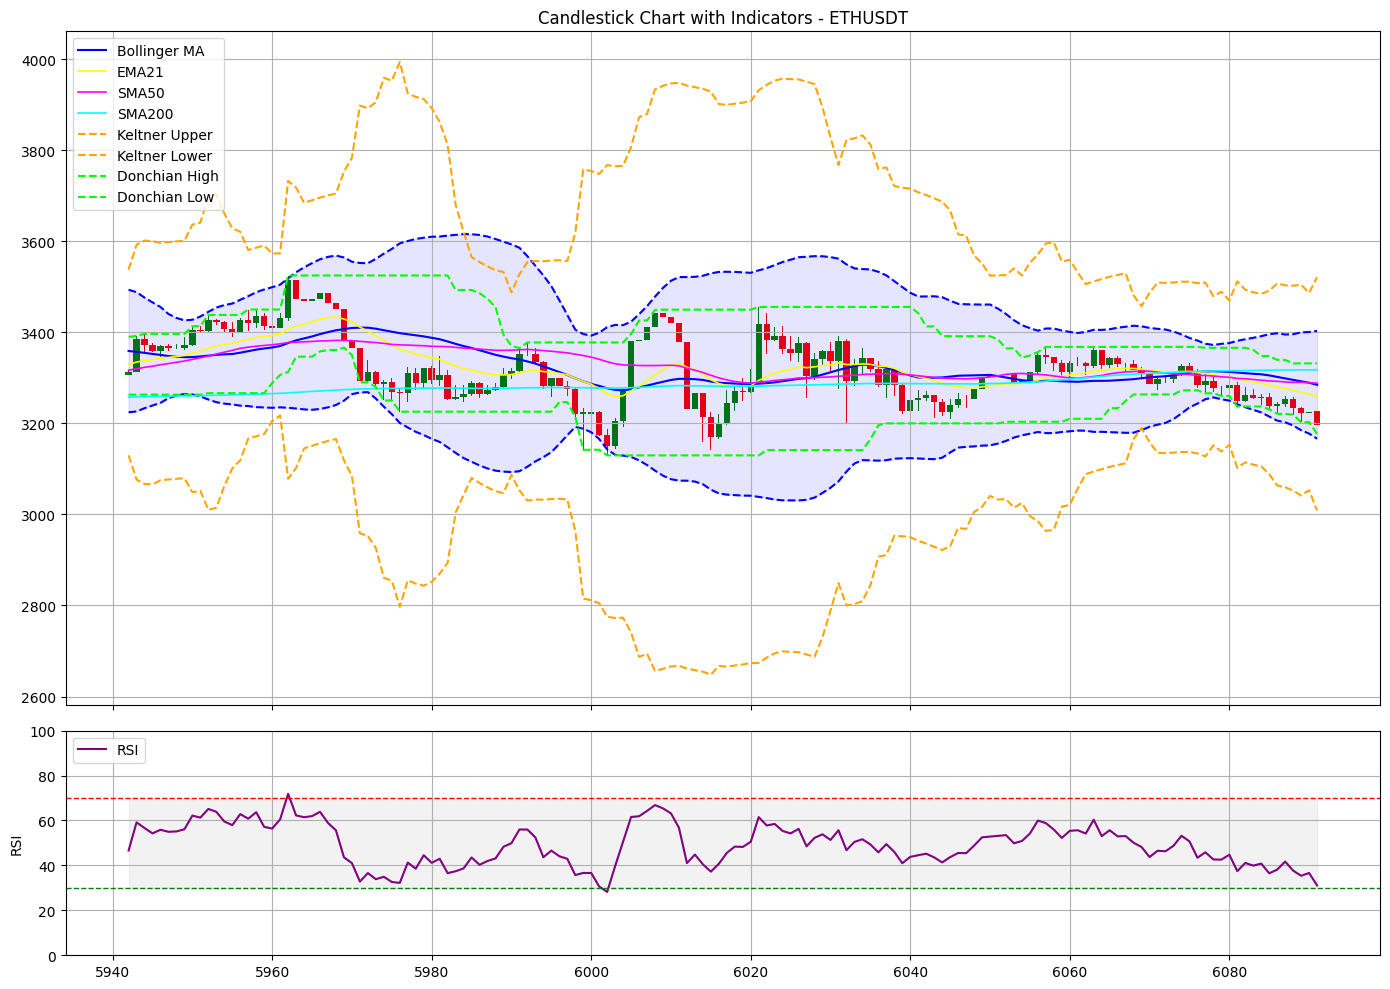 Candlestick Chart with Indicators - ETHUSDT
Bollinger MA
EMA21
SMA50
SMA200
Keltner Upper
Keltner Lower
Donchian High
Donchian Low
4000
3800
3600
3400
3200
3000
2800
2600
RSI
100
80
60
40
20
0
RSI
5940 5960 5980 6000 6020 6040 6060 6080